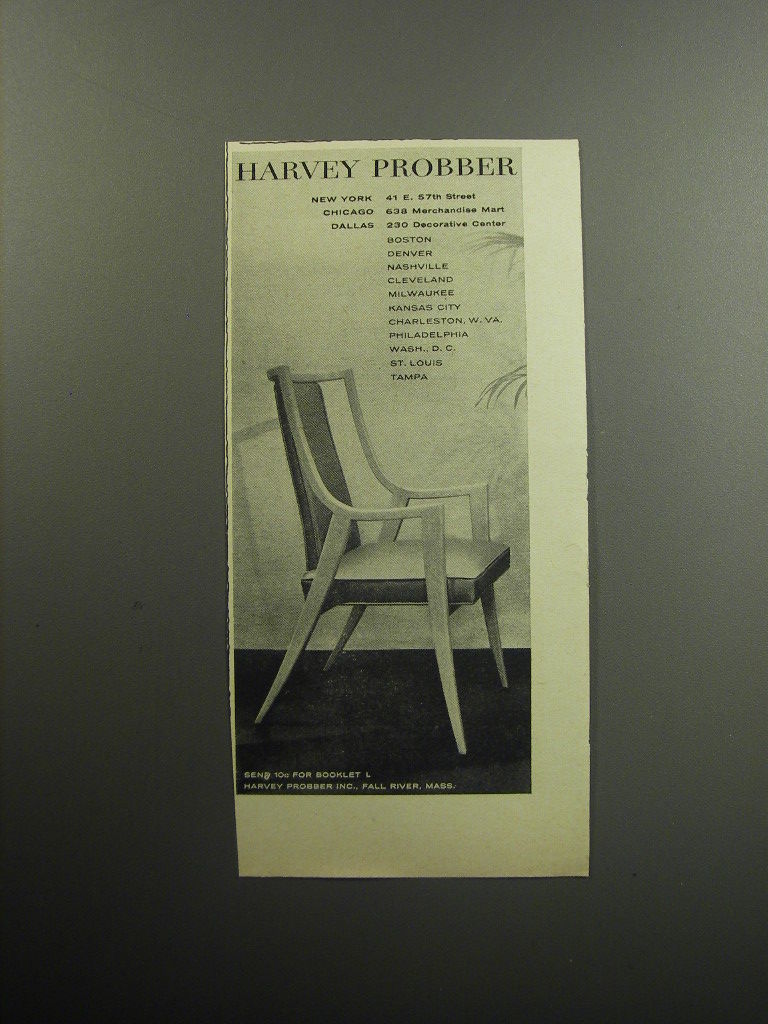 HARVEY PROBBER
NEW YORK 41 E. 57th Street
CHICAGO 638 Merchandise Mart
DALLAS 230 Decorative Center
BOSTON
DENVER
NASHVILLE
CLEVELAND
MILWAUKEE
KANSAS CITY
CHARLESTON, W. VA.
PHILADELPHIA
WASH., D. C.
ST. LOUIS
TAMPA
SEND 10c FOR BOOKLET L
HARVEY PROBBER INC., FALL RIVER, MASS.